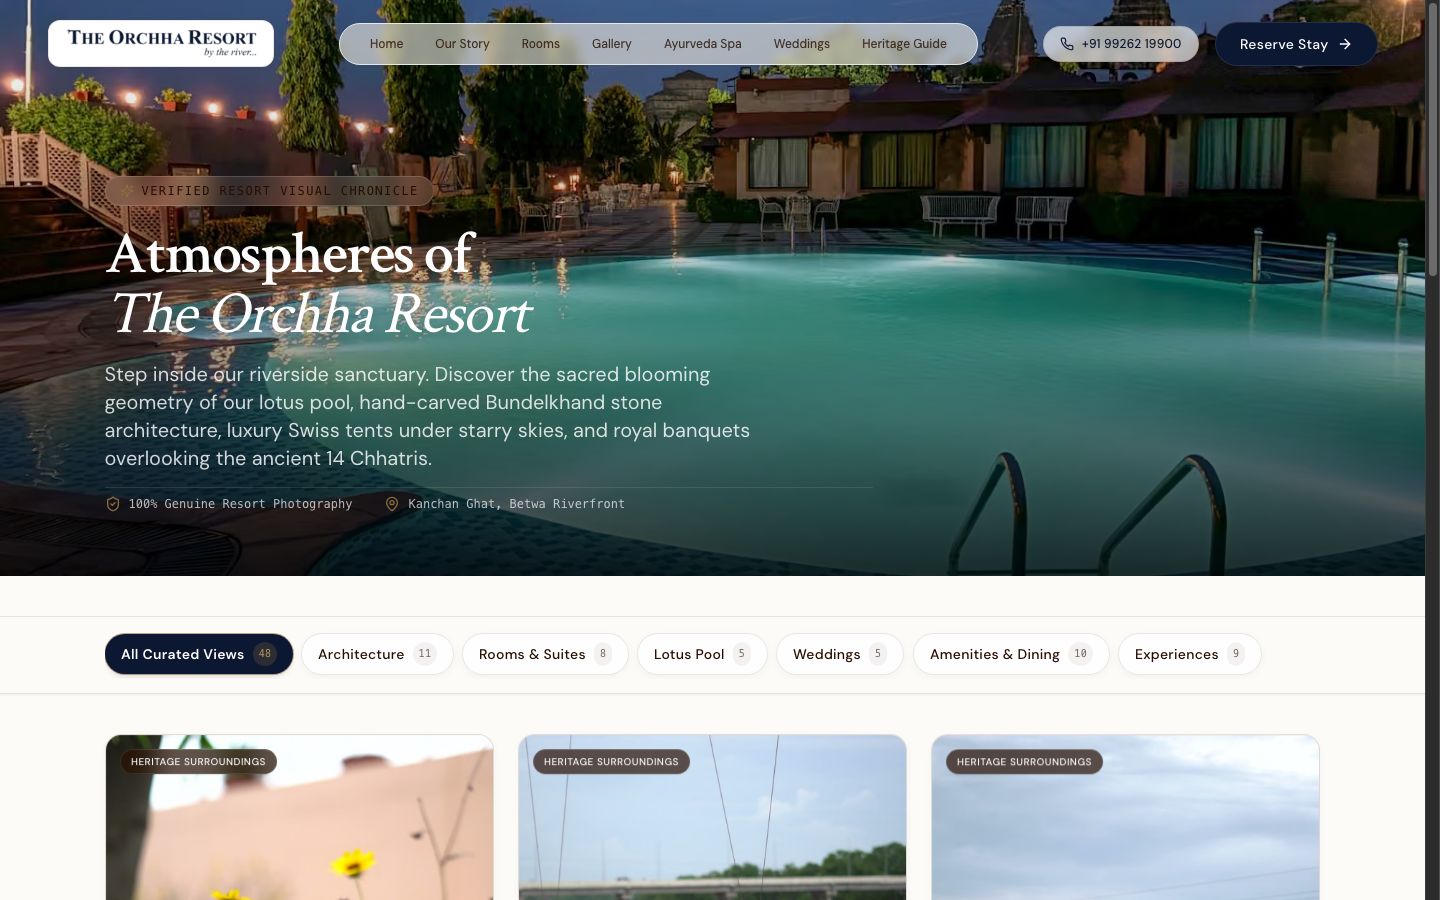 THE ORCHHA RESORT
by the river...
Home
Our Story
Rooms
Gallery
Ayurveda Spa
Weddings
Heritage Guide
+91 99262 19900
Reserve Stay
VERIFIED RESORT VISUAL CHRONICLE
Atmospheres of
The Orchha Resort
Step inside our riverside sanctuary. Discover the sacred blooming
geometry of our lotus pool, hand-carved Bundelkhand stone
architecture, luxury Swiss tents under starry skies, and royal banquets
overlooking the ancient 14 Chhatris.
100% Genuine Resort Photography
Kanchan Ghat, Betwa Riverfront
All Curated Views 48
Architecture 11
Rooms & Suites 8
Lotus Pool 5
Weddings 5
Amenities & Dining 10
Experiences 9
HERITAGE SURROUNDINGS
HERITAGE SURROUNDINGS
HERITAGE SURROUNDINGS